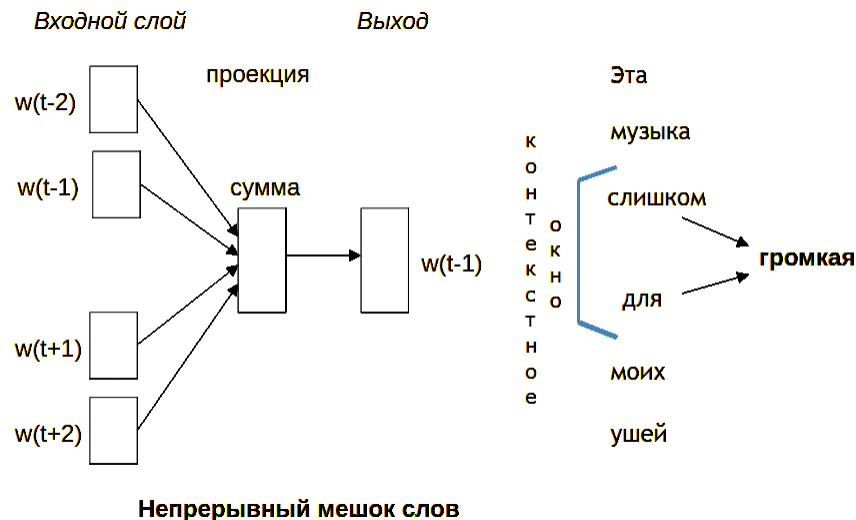 Входной слой
Выход
проекция
w(t-2)
w(t-1)
сумма
w(t+1)
w(t+2)
w(t-1)
контекстное
окно
Эта
музыка
слишком
громкая
для
моих
ушей
Непрерывный мешок слов